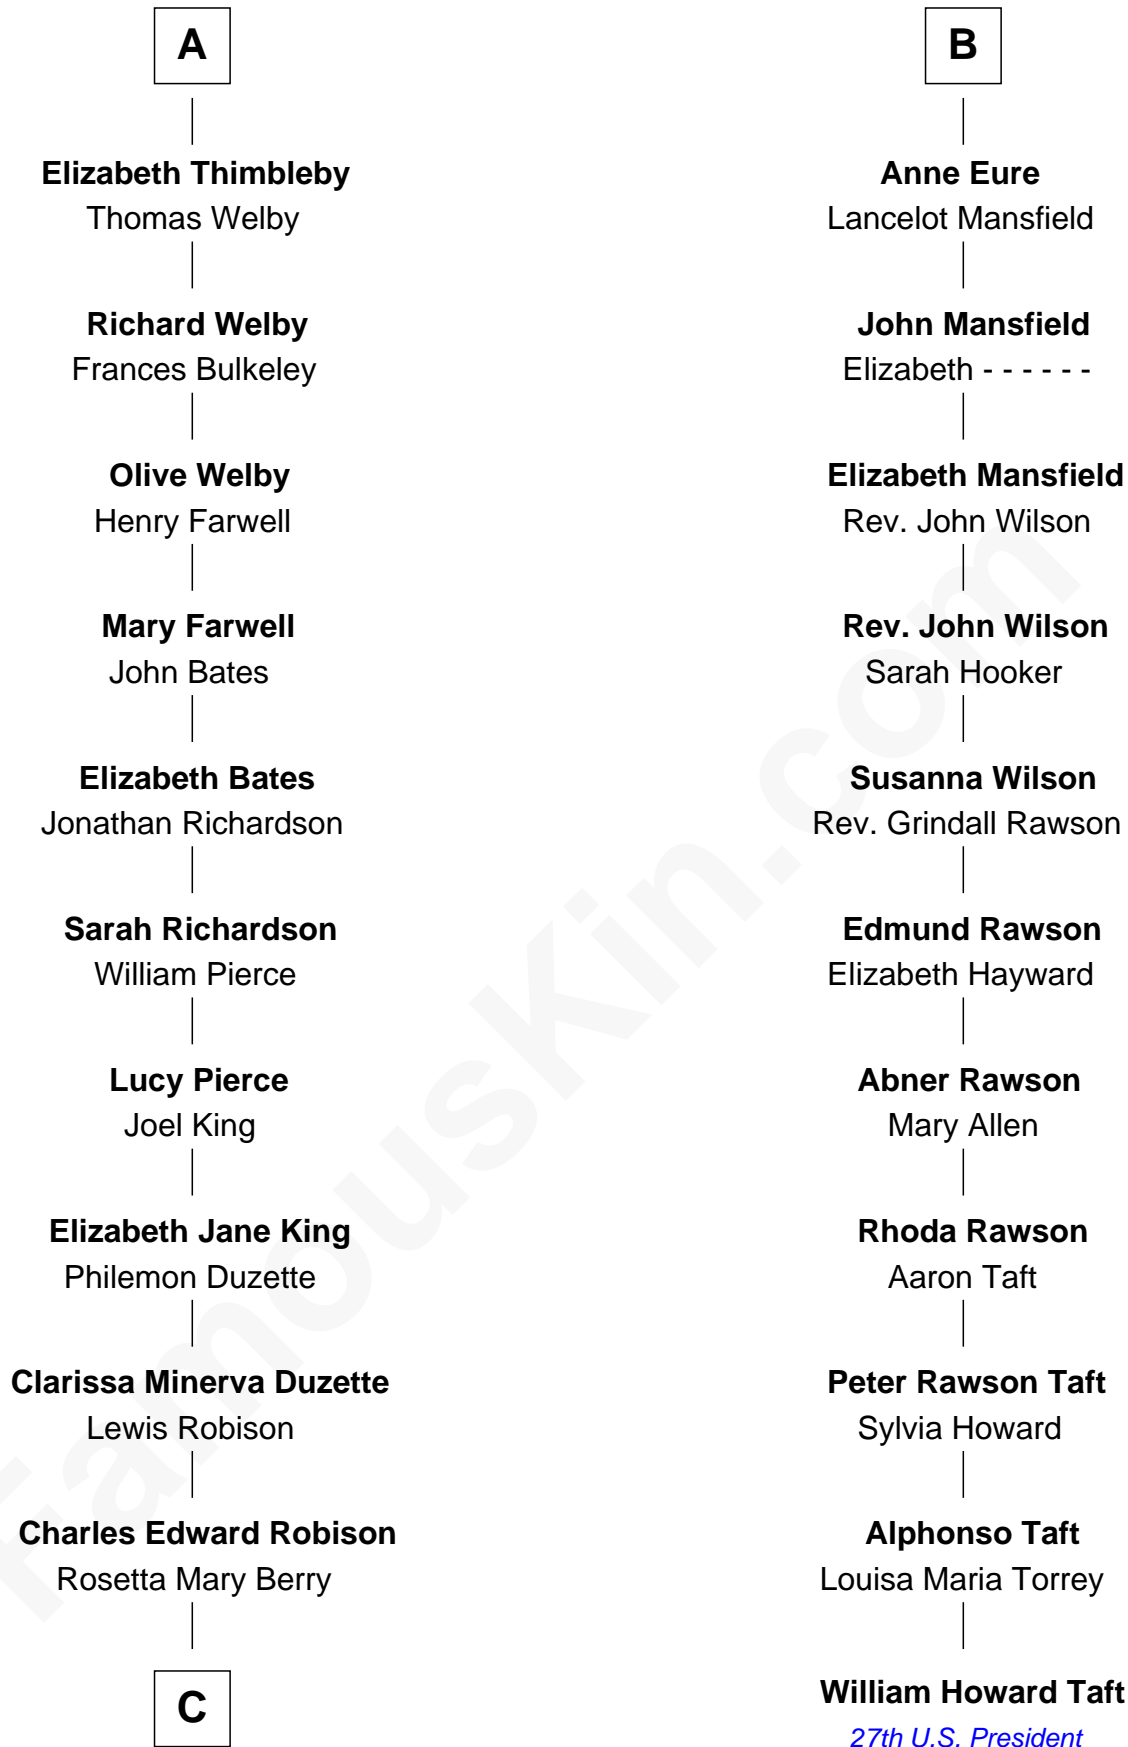 A
Elizabeth Thimbleby
Thomas Welby
Richard Welby
Frances Bulkeley
Olive Welby
Henry Farwell
Mary Farwell
John Bates
Elizabeth Bates
Jonathan Richardson
Sarah Richardson
William Pierce
Lucy Pierce
Joel King
Elizabeth Jane King
Philemon Duzette
Clarissa Minerva Duzette
Lewis Robison
Charles Edward Robison
Rosetta Mary Berry
C
B
Anne Eure
Lancelot Mansfield
John Mansfield
Elizabeth - - - - - -
Elizabeth Mansfield
Rev. John Wilson
Rev. John Wilson
Sarah Hooker
Susanna Wilson
Rev. Grindall Rawson
Edmund Rawson
Elizabeth Hayward
Abner Rawson
Mary Allen
Rhoda Rawson
Aaron Taft
Peter Rawson Taft
Sylvia Howard
Alphonso Taft
Louisa Maria Torrey
William Howard Taft
27th U.S. President
FamousKin.com